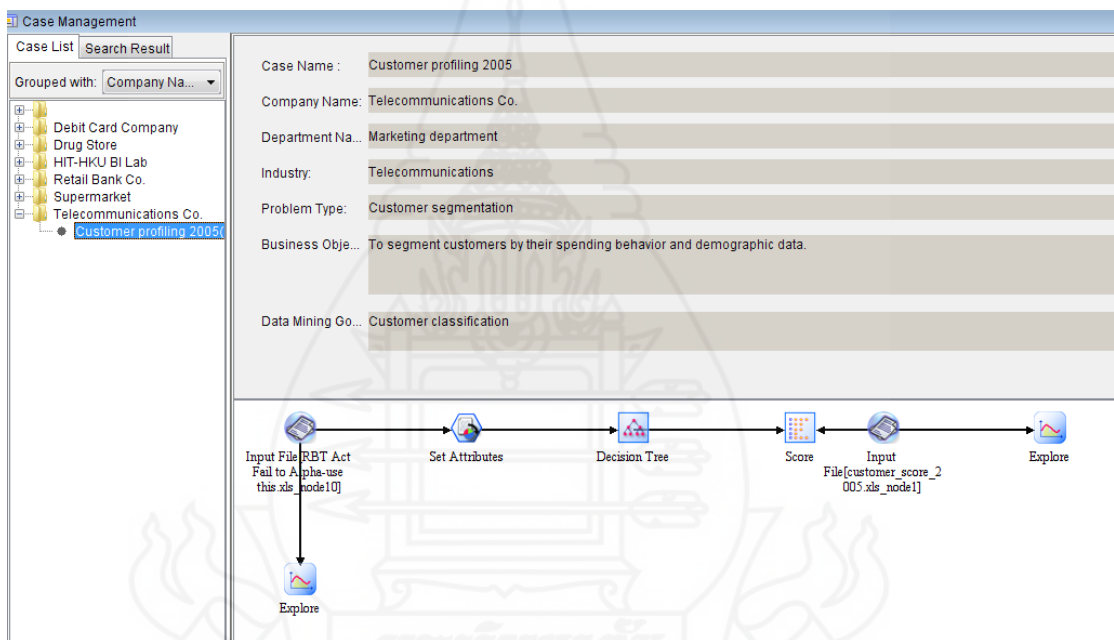 Case Management
Case List Search Result
Grouped with: Company Na...
Debit Card Company
Drug Store
HIT-HKU BI Lab
Retail Bank Co.
Supermarket
Telecommunications Co.
Customer profiling 2005(
Case Name : Customer profiling 2005
Company Name: Telecommunications Co.
Department Na... Marketing department
Industry: Telecommunications
Problem Type: Customer segmentation
Business Obje... To segment customers by their spending behavior and demographic data.
Data Mining Go... Customer classification
Input File[RBT Act
Fail to Alpha-use
this.xls_node10]
Set Attributes
Decision Tree
Score
Input
File[customer_score_2
005.xls_node1]
Explore
Explore